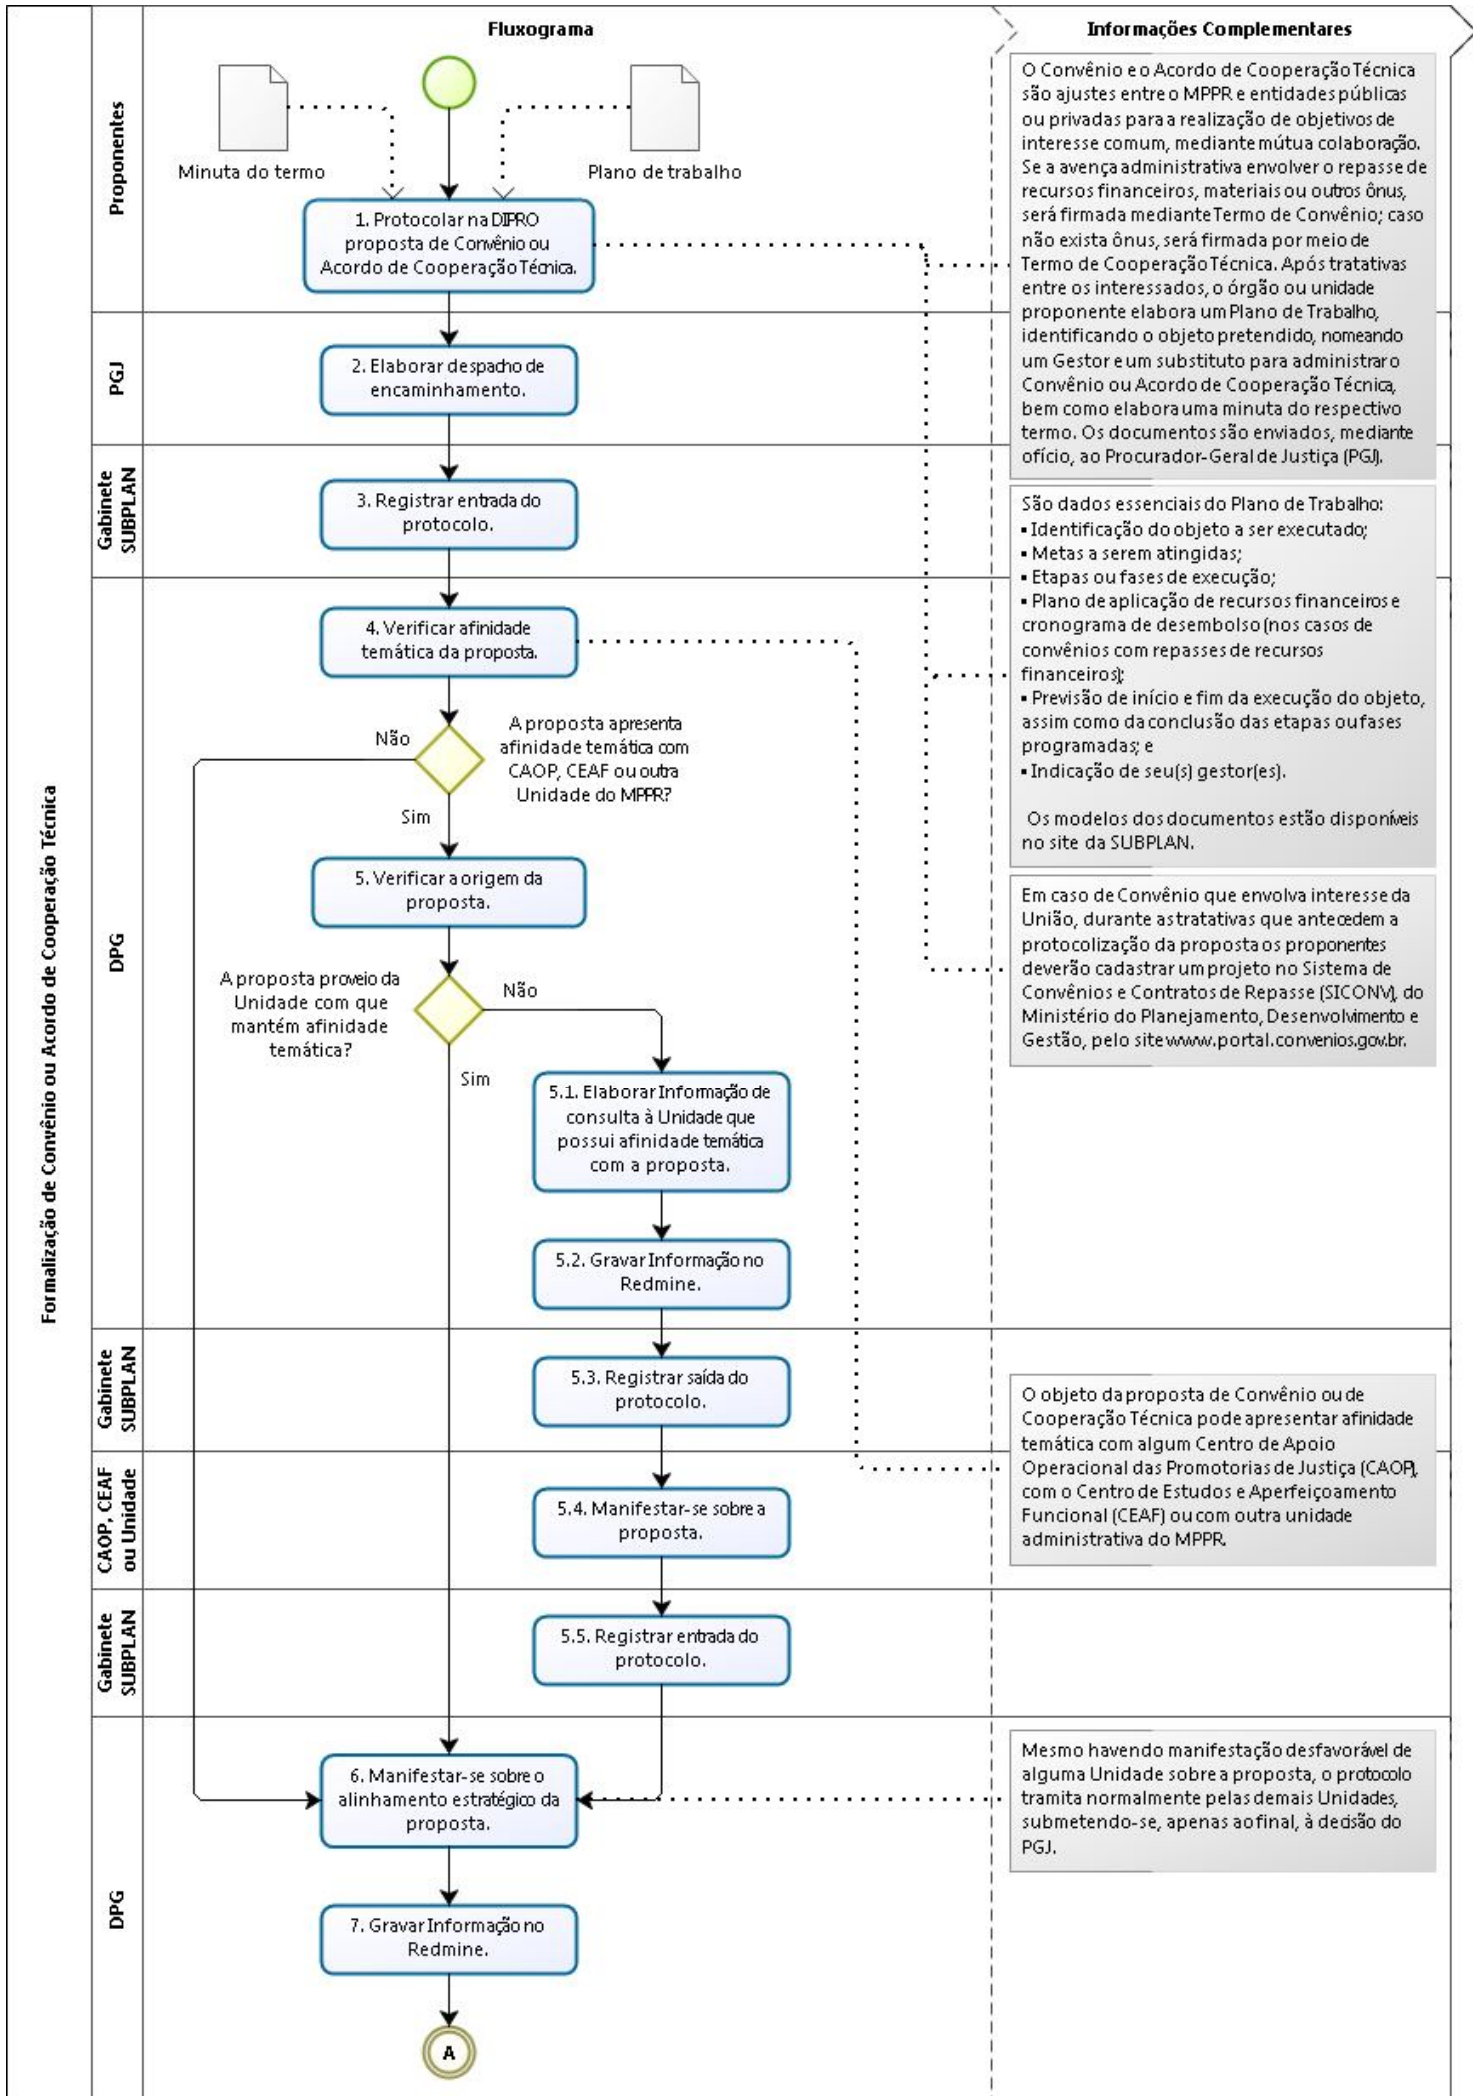 Fluxograma
Informações Complementares
Formalização de Convênio ou Acordo de Cooperação Técnica
Proponentes
Minuta do termo
Plano de trabalho
1. Protocolar na DIPRO
proposta de Convênio ou
Acordo de Cooperação Técnica.
O Convênio e o Acordo de Cooperação Técnica
são ajustes entre o MPPR e entidades públicas
ou privadas para a realização de objetivos de
interesse comum, mediante mútua colaboração.
Se a avença administrativa envolver o repasse de
recursos financeiros, materiais ou outros ônus,
será firmada mediante Termo de Convênio; caso
não exista ônus, será firmada por meio de
Termo de Cooperação Técnica. Após tratativas
entre os interessados, o órgão ou unidade
proponente elabora um Plano de Trabalho,
identificando o objeto pretendido, nomeando
um Gestor e um substituto para administrar o
Convênio ou Acordo de Cooperação Técnica,
bem como elabora uma minuta do respectivo
termo. Os documentos são enviados, mediante
ofício, ao Procurador-Geral de Justiça (PGJ).
PGJ
2. Elaborar despacho de
encaminhamento.
Gabinete
SUBPLAN
3. Registrar entrada do
protocolo.
São dados essenciais do Plano de Trabalho:
▪ Identificação do objeto a ser executado;
▪ Metas a serem atingidas;
▪ Etapas ou fases de execução;
▪ Plano de aplicação de recursos financeiros e
cronograma de desembolso (nos casos de
convênios com repasses de recursos
financeiros);
▪ Previsão de início e fim da execução do objeto,
assim como da conclusão das etapas ou fases
programadas; e
▪ Indicação de seu(s) gestor(es).
Os modelos dos documentos estão disponíveis
no site da SUBPLAN.
DPG
4. Verificar afinidade
temática da proposta.
A proposta apresenta
afinidade temática com
CAOP, CEAF ou outra
Unidade do MPPR?
Não
Sim
5. Verificar a origem da
proposta.
Em caso de Convênio que envolva interesse da
União, durante as tratativas que antecedem a
protocolização da proposta os proponentes
deverão cadastrar um projeto no Sistema de
Convênios e Contratos de Repasse (SICONV), do
Ministério do Planejamento, Desenvolvimento e
Gestão, pelo site www.portal.convenios.gov.br.
A proposta proveio da
Unidade com que
mantém afinidade
temática?
Não
Sim
5.1. Elaborar Informação de
consulta à Unidade que
possui afinidade temática
com a proposta.
5.2. Gravar Informação no
Redmine.
Gabinete
SUBPLAN
5.3. Registrar saída do
protocolo.
O objeto da proposta de Convênio ou de
Cooperação Técnica pode apresentar afinidade
temática com algum Centro de Apoio
Operacional das Promotorias de Justiça (CAOP),
com o Centro de Estudos e Aperfeiçoamento
Funcional (CEAF) ou com outra unidade
administrativa do MPPR.
CAOP, CEAF
ou Unidade
5.4. Manifestar-se sobre a
proposta.
Gabinete
SUBPLAN
5.5. Registrar entrada do
protocolo.
DPG
6. Manifestar-se sobre o
alinhamento estratégico da
proposta.
Mesmo havendo manifestação desfavorável de
alguma Unidade sobre a proposta, o protocolo
tramita normalmente pelas demais Unidades,
submetendo-se, apenas ao final, à decisão do
PGJ.
7. Gravar Informação no
Redmine.
A